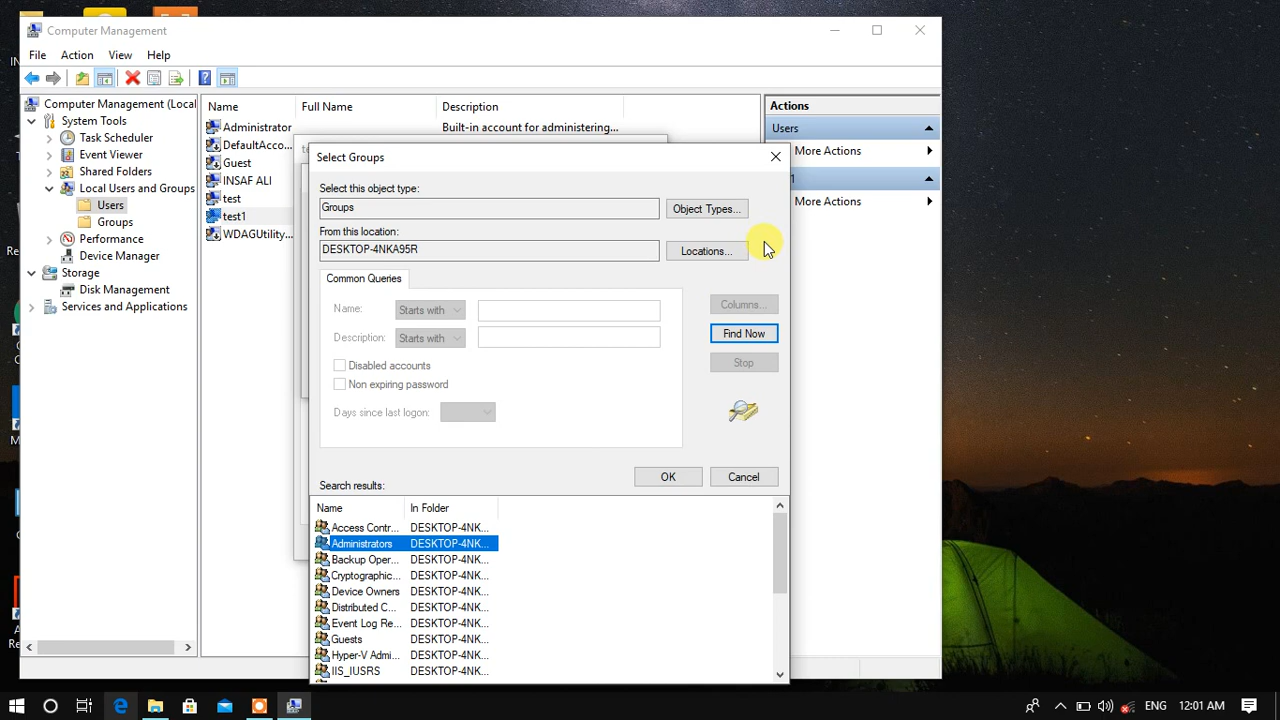 Computer Management
File Action View Help
Computer Management (Local
System Tools
Task Scheduler
Event Viewer
Shared Folders
Local Users and Groups
Users
Groups
Performance
Device Manager
Storage
Disk Management
Services and Applications
Name Full Name Description
Administrator Built-in account for administering...
DefaultAcco...
Guest
INSAF ALI
test
test1
WDAGUtility...
Actions
Users
More Actions
1
More Actions
Select Groups
Select this object type:
Groups
Object Types...
From this location:
DESKTOP-4NKA95R
Locations...
Common Queries
Name: Starts with
Description: Starts with
Disabled accounts
Non expiring password
Days since last logon:
Columns...
Find Now
Stop
OK Cancel
Search results:
Name In Folder
Access Contr... DESKTOP-4NK...
Administrators DESKTOP-4NK...
Backup Oper... DESKTOP-4NK...
Cryptographic... DESKTOP-4NK...
Device Owners DESKTOP-4NK...
Distributed C... DESKTOP-4NK...
Event Log Re... DESKTOP-4NK...
Guests DESKTOP-4NK...
Hyper-V Admi... DESKTOP-4NK...
IIS_IUSRS DESKTOP-4NK...
ENG 12:01 AM